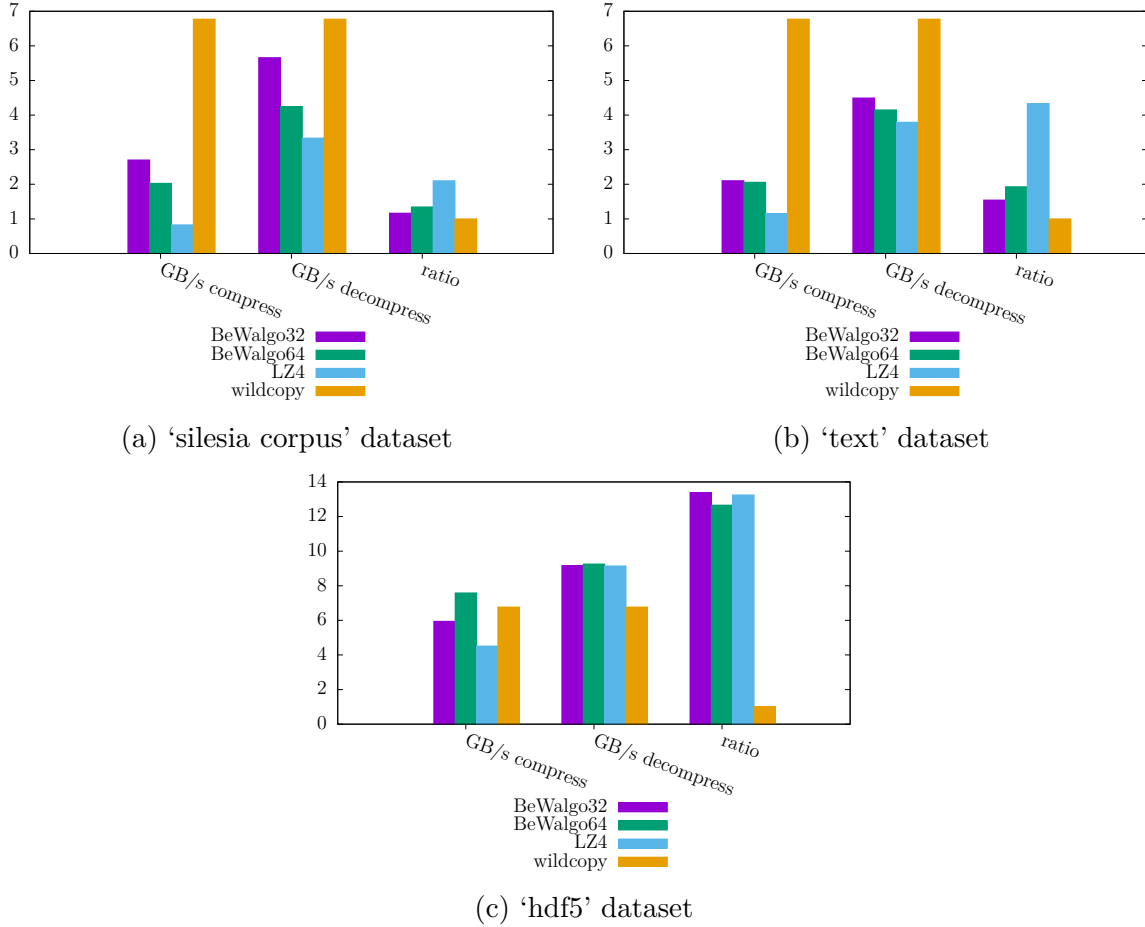 7
6
5
4
3
2
1
0
GB/s compress
GB/s decompress
ratio
BeWalgo32
BeWalgo64
LZ4
wildcopy
(a) ‘silesia corpus’ dataset
7
6
5
4
3
2
1
0
GB/s compress
GB/s decompress
ratio
BeWalgo32
BeWalgo64
LZ4
wildcopy
(b) ‘text’ dataset
14
12
10
8
6
4
2
0
GB/s compress
GB/s decompress
ratio
BeWalgo32
BeWalgo64
LZ4
wildcopy
(c) ‘hdf5’ dataset